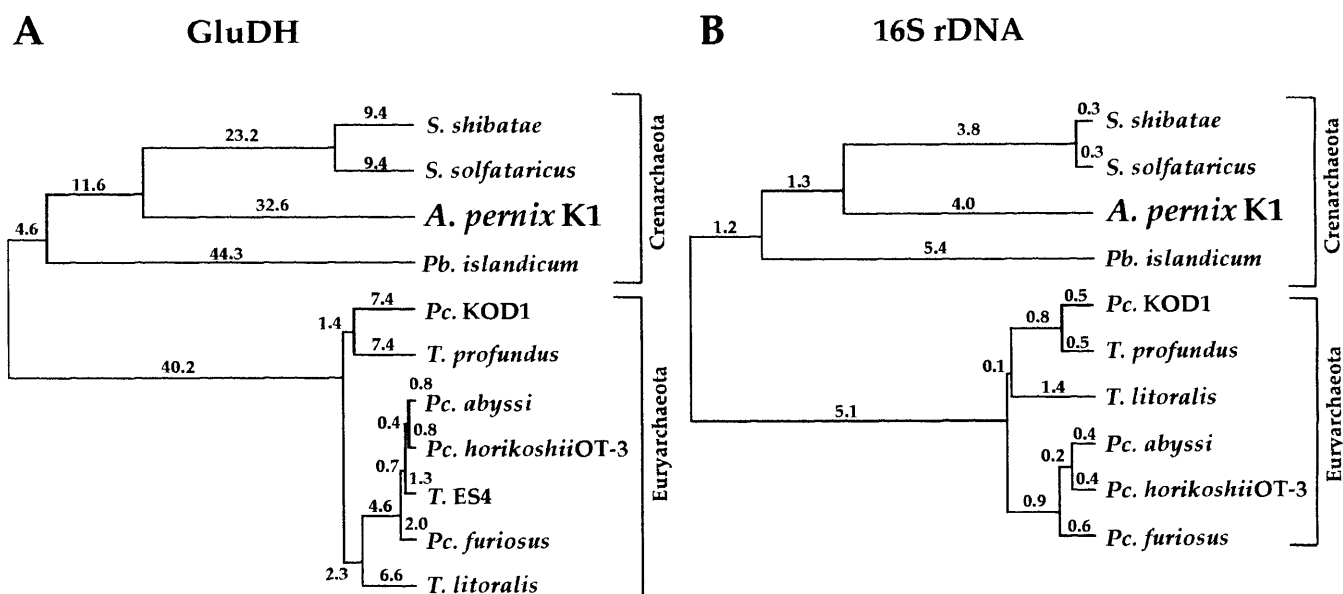 A GluDH
9.4
S. shibatae
23.2
9.4
S. solfataricus
11.6
32.6
A. pernix K1
4.6
44.3
Pb. islandicum
Crenarchaeota
7.4
Pc. KOD1
1.4
7.4
T. profundus
40.2
0.8
Pc. abyssi
0.4
0.8
Pc. horikoshiiOT-3
0.7
1.3
T. ES4
4.6
2.0
Pc. furiosus
2.3
6.6
T. litoralis
Euryarchaeota
B 16S rDNA
0.3
S. shibatae
3.8
0.3
S. solfataricus
1.3
4.0
A. pernix K1
1.2
5.4
Pb. islandicum
Crenarchaeota
0.5
Pc. KOD1
0.8
0.5
T. profundus
0.1
1.4
T. litoralis
5.1
0.4
Pc. abyssi
0.2
0.4
Pc. horikoshiiOT-3
0.9
0.6
Pc. furiosus
Euryarchaeota